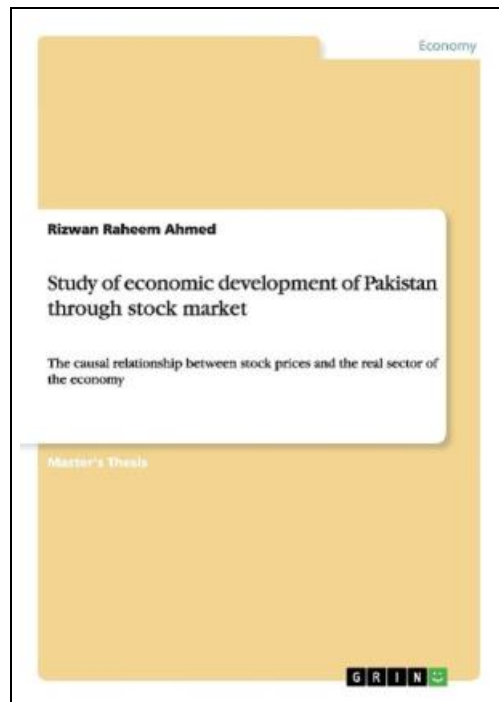 Economy
Rizwan Raheem Ahmed
Study of economic development of Pakistan
through stock market
The causal relationship between stock prices and the real sector of
the economy
Master's Thesis
GRIN